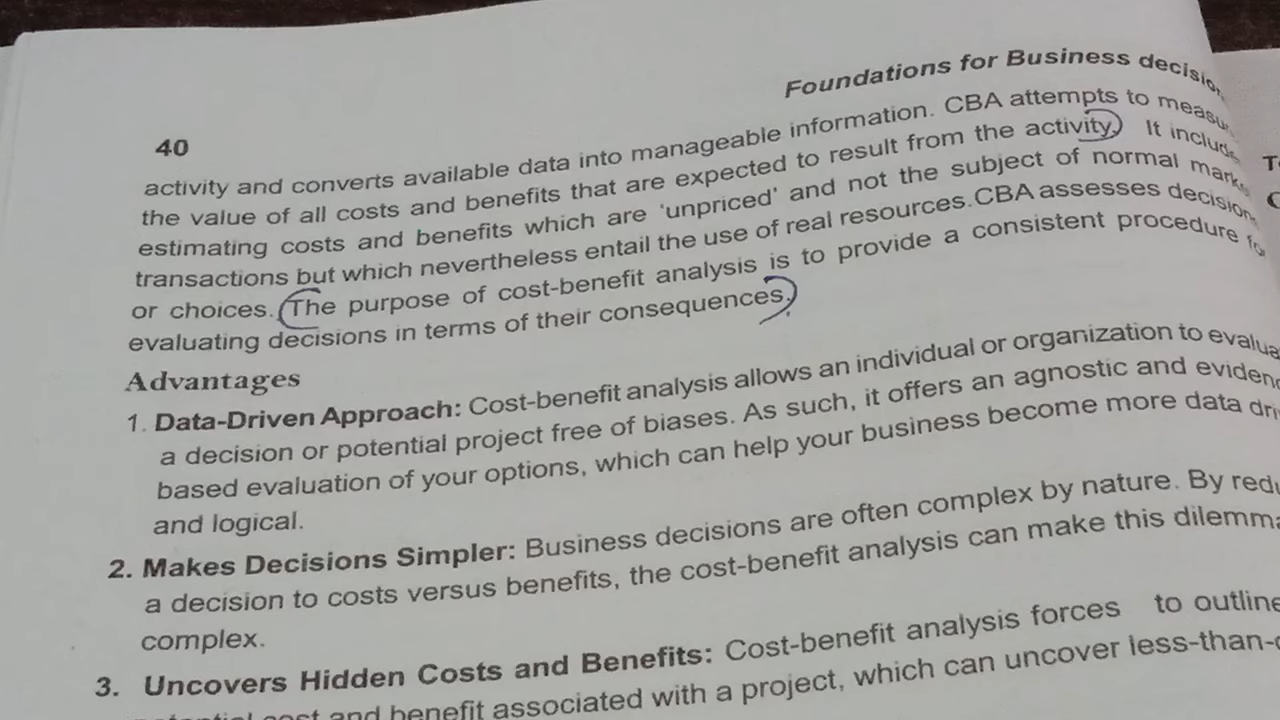 Foundations for Business
40
activity and converts available data into manageable information. CBA attempts to
the value of all costs and benefits that are expected to result from the activity. It
estimating costs and benefits which are 'unpriced' and not the subject of normal
transactions but which nevertheless entail the use of real resources. CBA assesses
or choices. The purpose of cost-benefit analysis is to provide a consistent procedure
evaluating decisions in terms of their consequences.
Advantages
1. Data-Driven Approach: Cost-benefit analysis allows an individual or organization to
a decision or potential project free of biases. As such, it offers an agnostic and
based evaluation of your options, which can help your business become more data
and logical.
2. Makes Decisions Simpler: Business decisions are often complex by nature. By
a decision to costs versus benefits, the cost-benefit analysis can make this
complex.
3. Uncovers Hidden Costs and Benefits: Cost-benefit analysis forces to
cost and benefit associated with a project, which can uncover